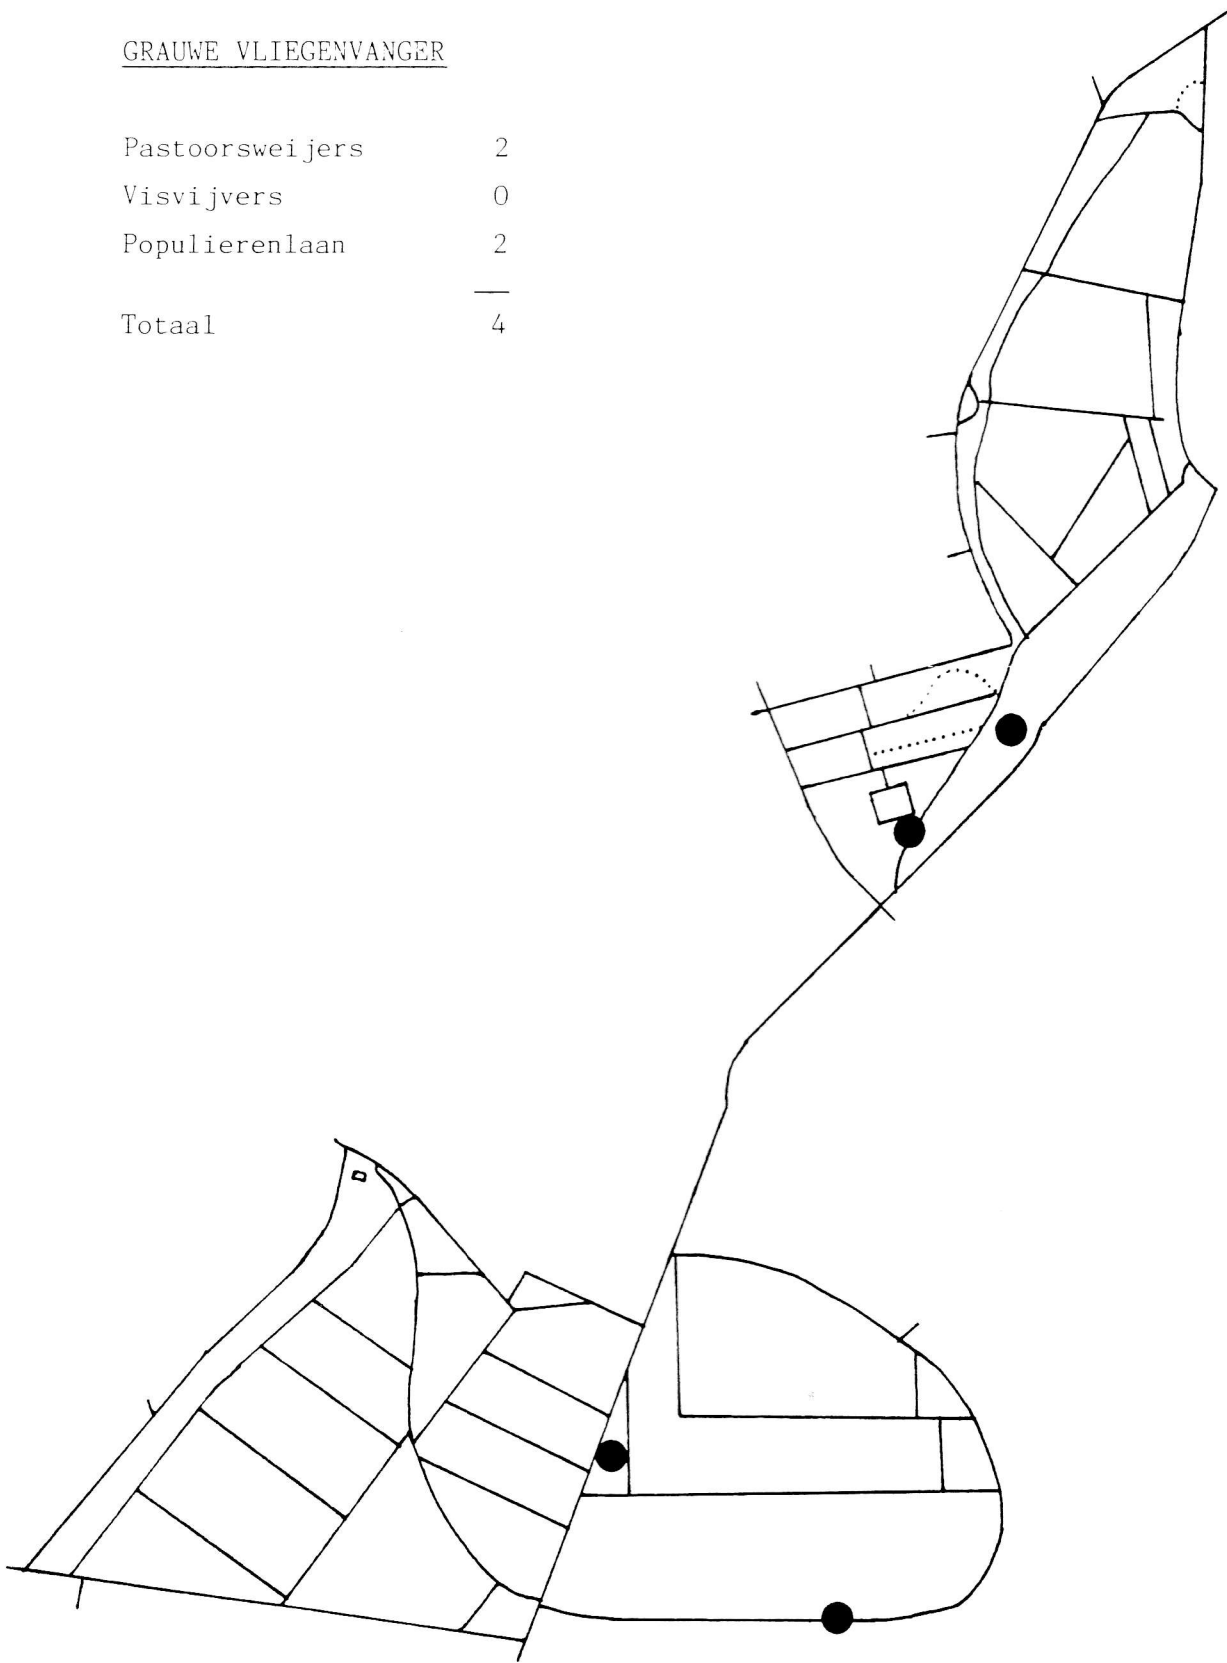 GRAUWE VLIEGENVANGER
Pastoorsweijers 2
Visvijvers 0
Populierenlaan 2
Totaal 4